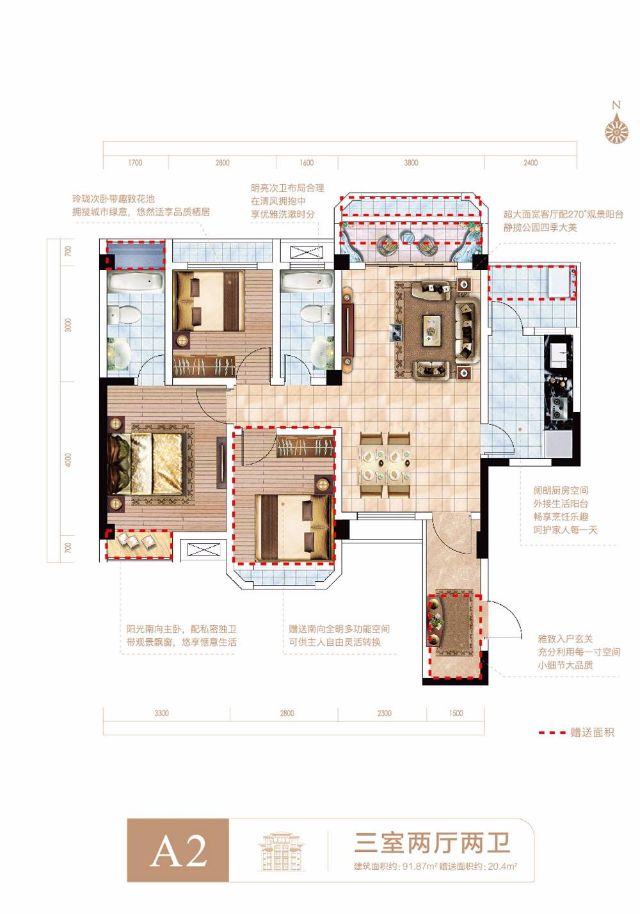 N
1700
2600
1600
3800
2400
玲珑次卧带趣致花池
拥揽城市绿意，悠然适享品质栖居
明亮次卫布局合理
在清风拥抱中
享优雅洗漱时分
超大面宽客厅配270°观景阳台
静揽公园四季大美
700
3000
4000
700
阔朗厨房空间
外接生活阳台
畅享烹饪乐趣
呵护家人每一天
阳光南向主卧，配私密独卫
带观景飘窗，悠享惬意生活
赠送南向全明多功能空间
可供主人自由灵活转换
雅致入户玄关
充分利用每一寸空间
小细节大品质
3300
2800
2300
1500
赠送面积
A2
三室两厅两卫
建筑面积约：91.87m² 赠送面积约：20.4m²